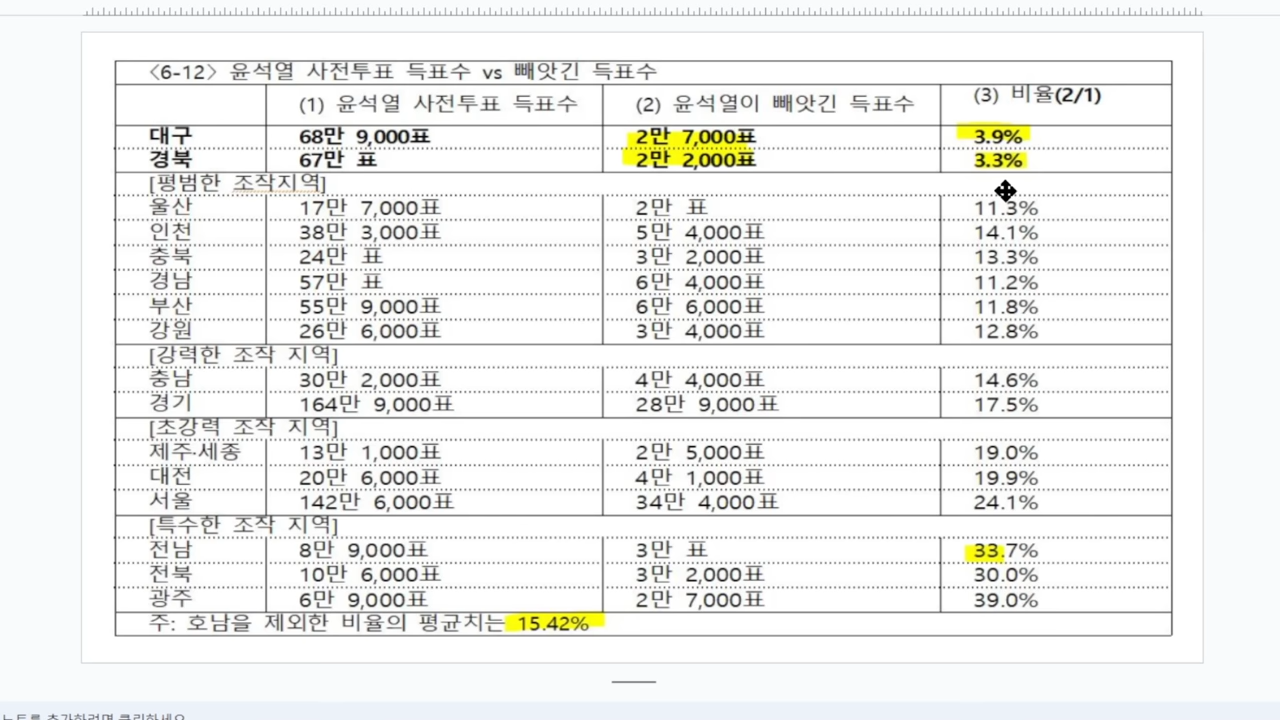 〈6-12〉 윤석열 사전투표 득표수 vs 빼앗긴 득표수
(1) 윤석열 사전투표 득표수 (2) 윤석열이 빼앗긴 득표수 (3) 비율(2/1)
대구 68만 9,000표 2만 7,000표 3.9%
경북 67만 표 2만 2,000표 3.3%
[평범한 조작지역]
울산 17만 7,000표 2만 표 11.3%
인천 38만 3,000표 5만 4,000표 14.1%
충북 24만 표 3만 2,000표 13.3%
경남 57만 표 6만 4,000표 11.2%
부산 55만 9,000표 6만 6,000표 11.8%
강원 26만 6,000표 3만 4,000표 12.8%
[강력한 조작 지역]
충남 30만 2,000표 4만 4,000표 14.6%
경기 164만 9,000표 28만 9,000표 17.5%
[초강력 조작 지역]
제주·세종 13만 1,000표 2만 5,000표 19.0%
대전 20만 6,000표 4만 1,000표 19.9%
서울 142만 6,000표 34만 4,000표 24.1%
[특수한 조작 지역]
전남 8만 9,000표 3만 표 33.7%
전북 10만 6,000표 3만 2,000표 30.0%
광주 6만 9,000표 2만 7,000표 39.0%
주: 호남을 제외한 비율의 평균치는 15.42%
노트를 추가하려면 클릭하세요